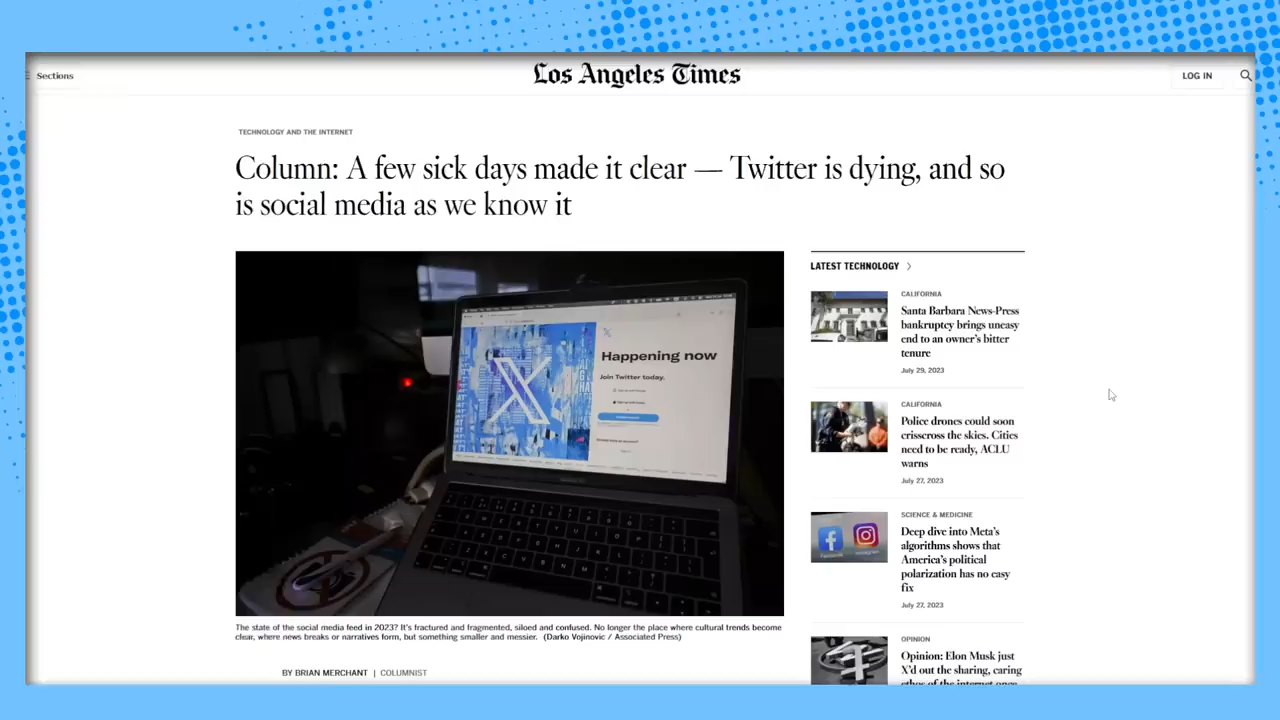 Sections
Los Angeles Times
LOG IN
TECHNOLOGY AND THE INTERNET
Column: A few sick days made it clear — Twitter is dying, and so
is social media as we know it
Happening now
Join Twitter today.
The state of the social media feed in 2023? It's fractured and fragmented, siloed and confused. No longer the place where cultural trends become
clear, where news breaks or narratives form, but something smaller and messier. (Darko Vojinovic / Associated Press)
BY BRIAN MERCHANT | COLUMNIST
LATEST TECHNOLOGY
CALIFORNIA
Santa Barbara News-Press
bankruptcy brings uneasy
end to an owner's bitter
tenure
July 29, 2023
CALIFORNIA
Police drones could soon
crisscross the skies. Cities
need to be ready, ACLU
warns
July 27, 2023
SCIENCE & MEDICINE
Deep dive into Meta's
algorithms shows that
America's political
polarization has no easy
fix
July 27, 2023
OPINION
Opinion: Elon Musk just
X'd out the sharing, caring
ethos of the internet once